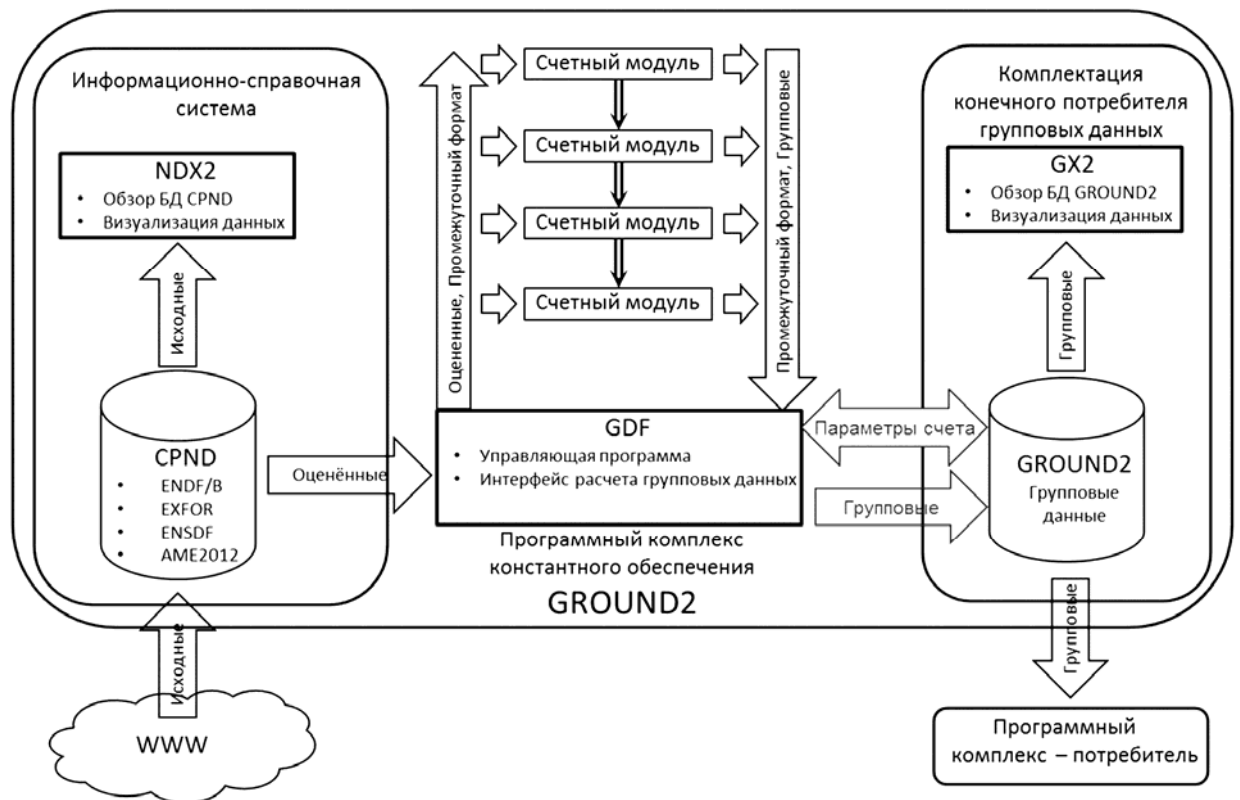 Информационно-справочная
система
NDX2
• Обзор БД CPND
• Визуализация данных
Исходные
CPND
• ENDF/B
• EXFOR
• ENSDF
• AME2012
Исходные
WWW
Оценённые
Оцененные, Промежуточный формат
Счетный модуль
Счетный модуль
Счетный модуль
Счетный модуль
Промежуточный формат, Групповые
GDF
• Управляющая программа
• Интерфейс расчета групповых данных
Программный комплекс
константного обеспечения
GROUND2
Параметры счета
Групповые
Комплектация
конечного потребителя
групповых данных
GX2
• Обзор БД GROUND2
• Визуализация данных
Групповые
GROUND2
Групповые
данные
Групповые
Программный
комплекс – потребитель